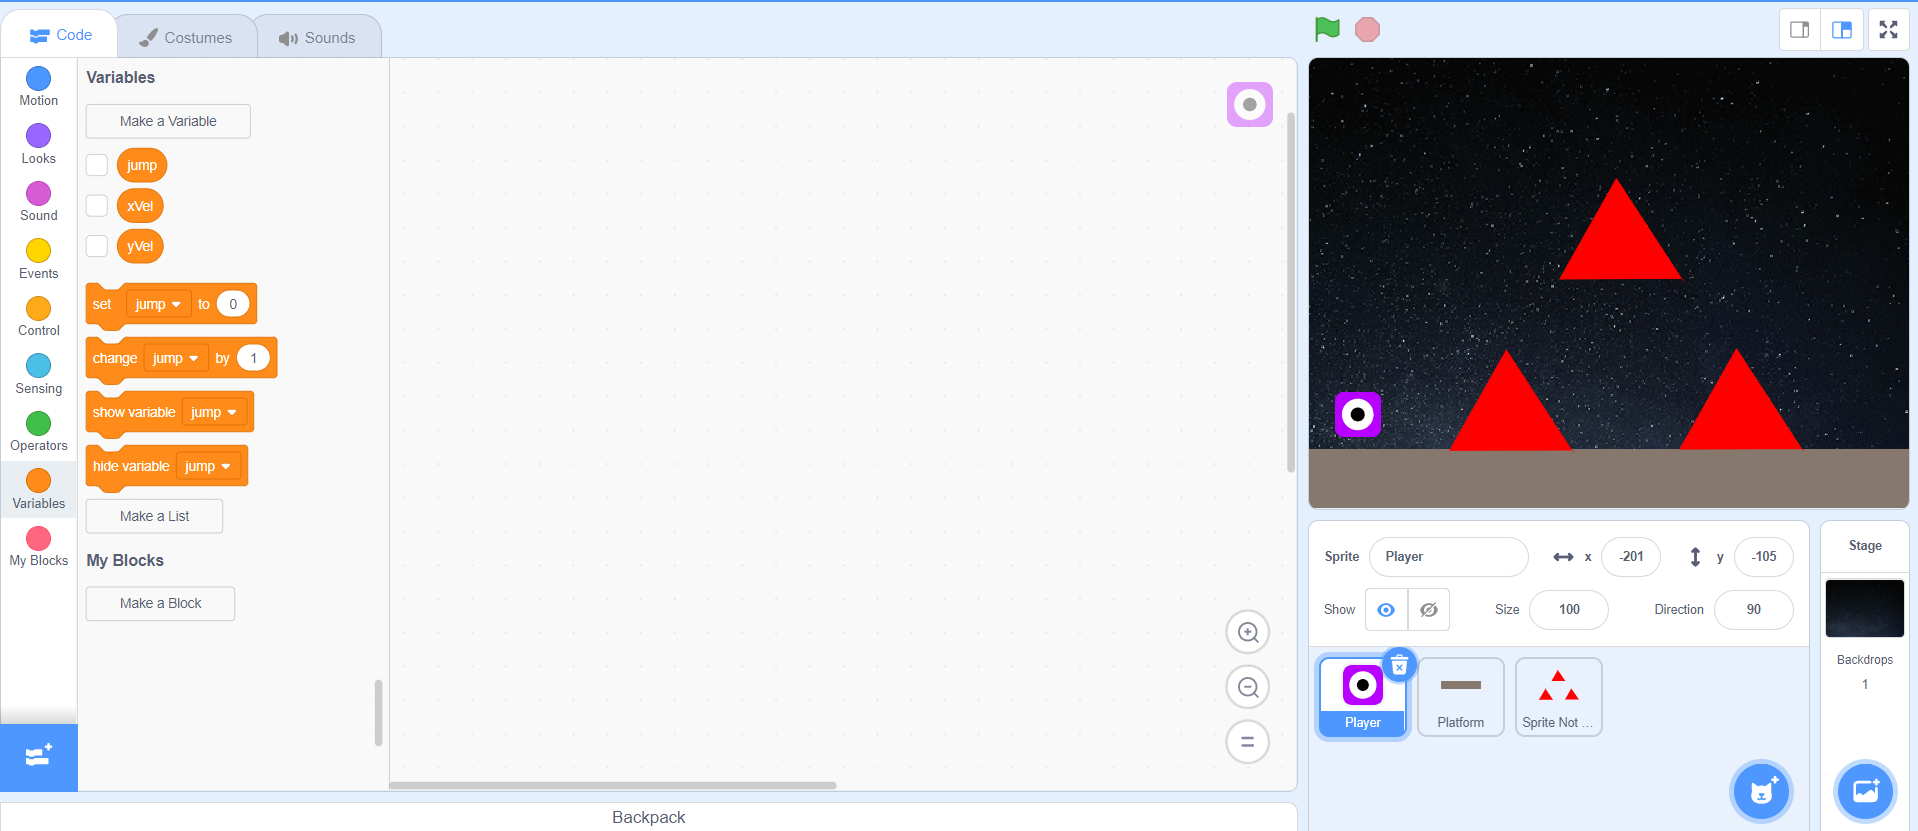 Code
Costumes
Sounds
Motion
Looks
Sound
Events
Control
Sensing
Operators
Variables
My Blocks
Variables
Make a Variable
jump
xVel
yVel
set jump to 0
change jump by 1
show variable jump
hide variable jump
Make a List
My Blocks
Make a Block
Backpack
Sprite Player x -201 y -105
Show Size 100 Direction 90
Player
Platform
Sprite Not ...
Stage
Backdrops
1